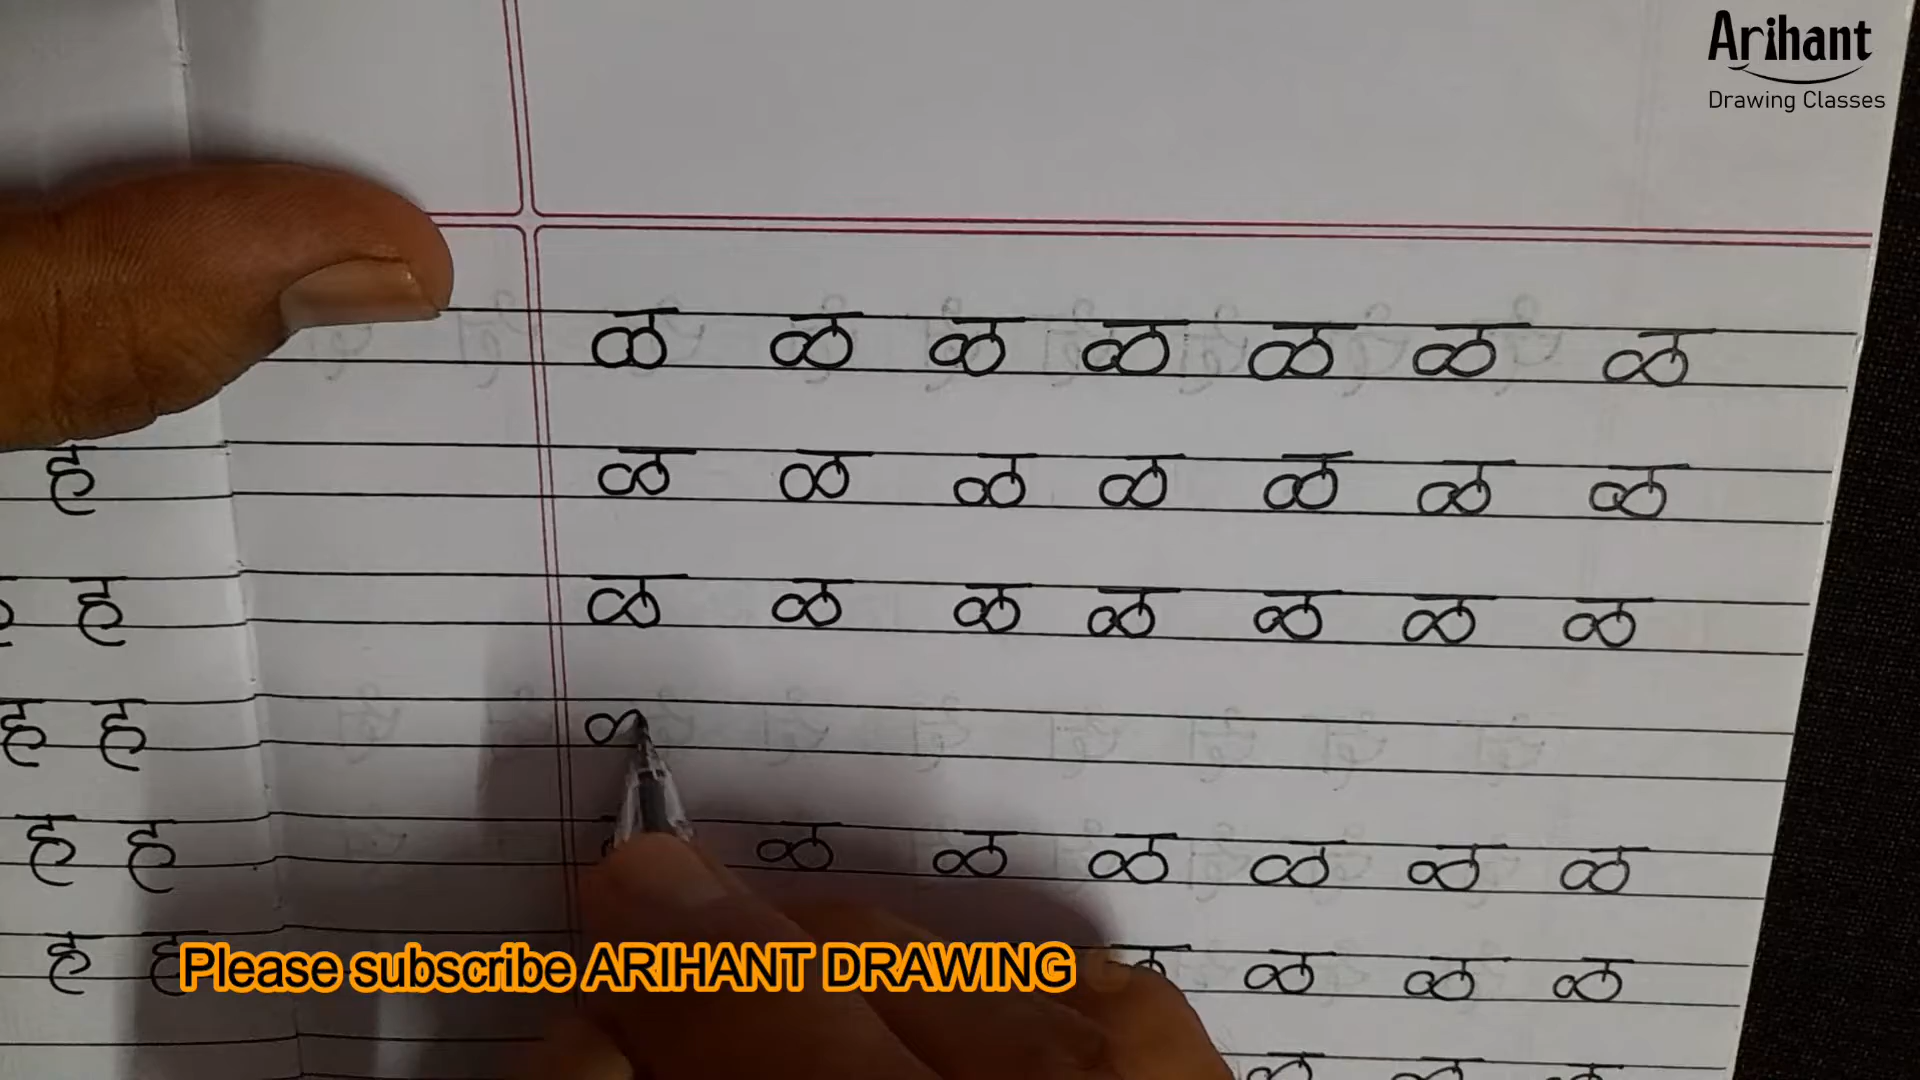 Arihant
Drawing Classes
ळ ळ ळ ळ ळ ळ ळ
ह
ळ ळ ळ ळ ळ ळ ळ
ह
ळ ळ ळ ळ ळ ळ ळ
ह ह
ह ह
ळ ळ ळ ळ ळ ळ
ह ह
ळ ळ ळ
Please subscribe ARIHANT DRAWING